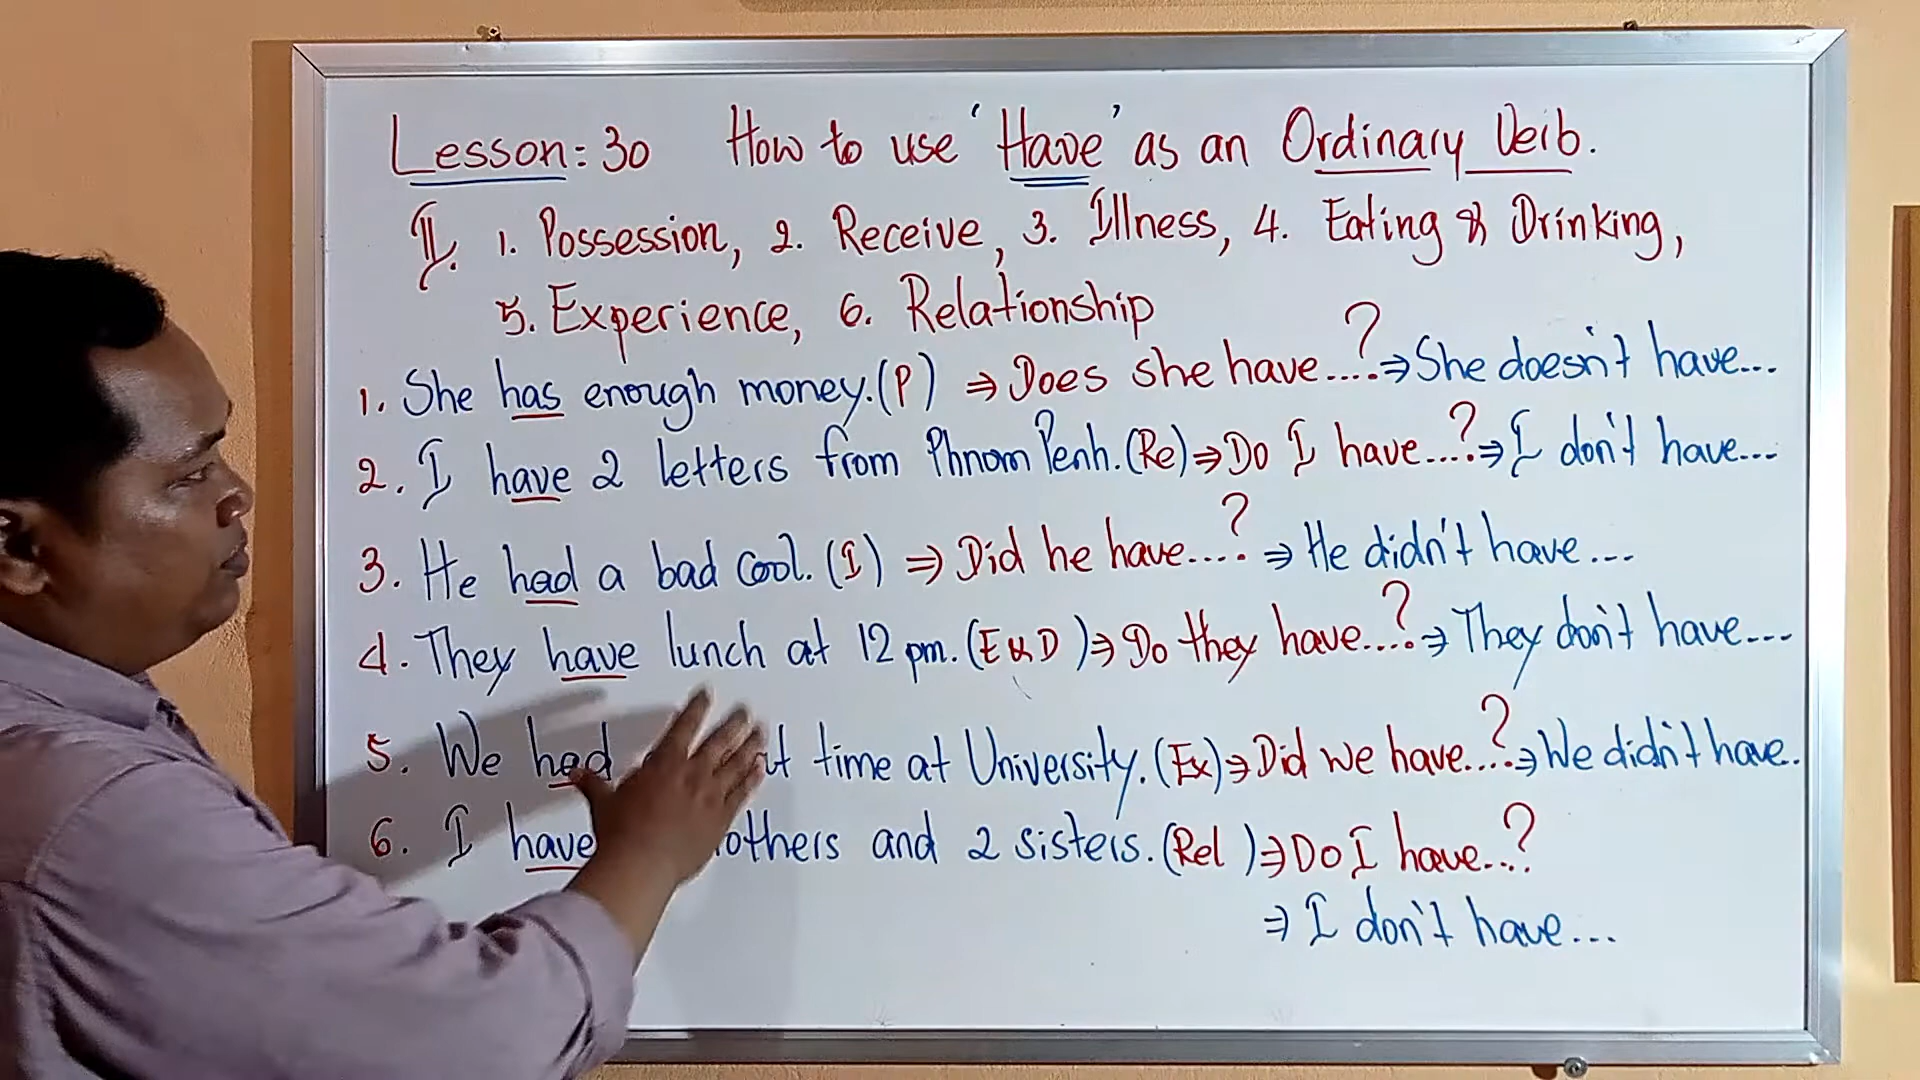 Lesson: 30 How to use 'Have' as an Ordinary Verb.
II. 1. Possession, 2. Receive, 3. Illness, 4. Eating & Drinking,
5. Experience, 6. Relationship
1. She has enough money. (P) ⇒ Does she have....? ⇒ She doesn't have...
2. I have 2 letters from Phnom Penh. (Re) ⇒ Do I have....? ⇒ I don't have...
3. He had a bad cool. (I) ⇒ Did he have....? ⇒ He didn't have...
4. They have lunch at 12 pm. (E & D) ⇒ Do they have....? ⇒ They don't have...
5. We had time at University. (Ex) ⇒ Did we have....? ⇒ We didn't have..
6. I have and 2 sisters. (Rel) ⇒ Do I have...?
⇒ I don't have...